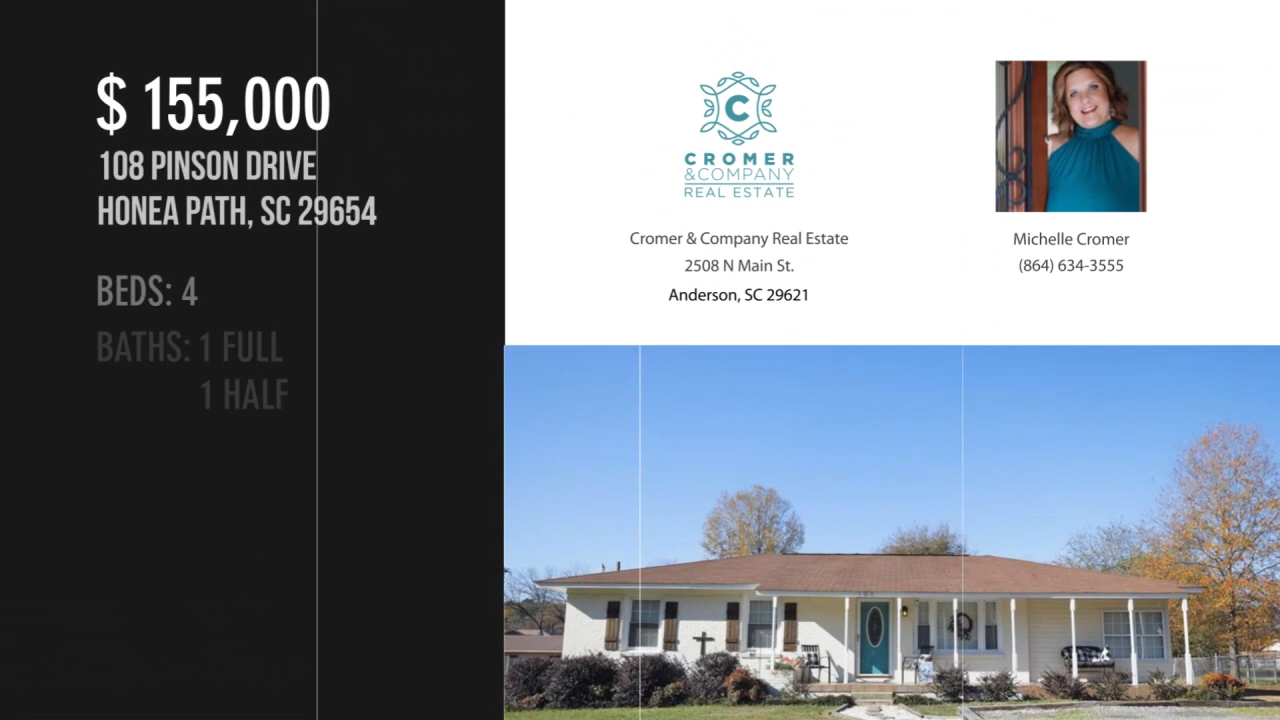 $ 155,000
108 PINSON DRIVE
HONEA PATH, SC 29654
BEDS: 4
BATHS: 1 FULL
1 HALF
C
CROMER
&COMPANY
REAL ESTATE
Cromer & Company Real Estate
2508 N Main St.
Anderson, SC 29621
Michelle Cromer
(864) 634-3555